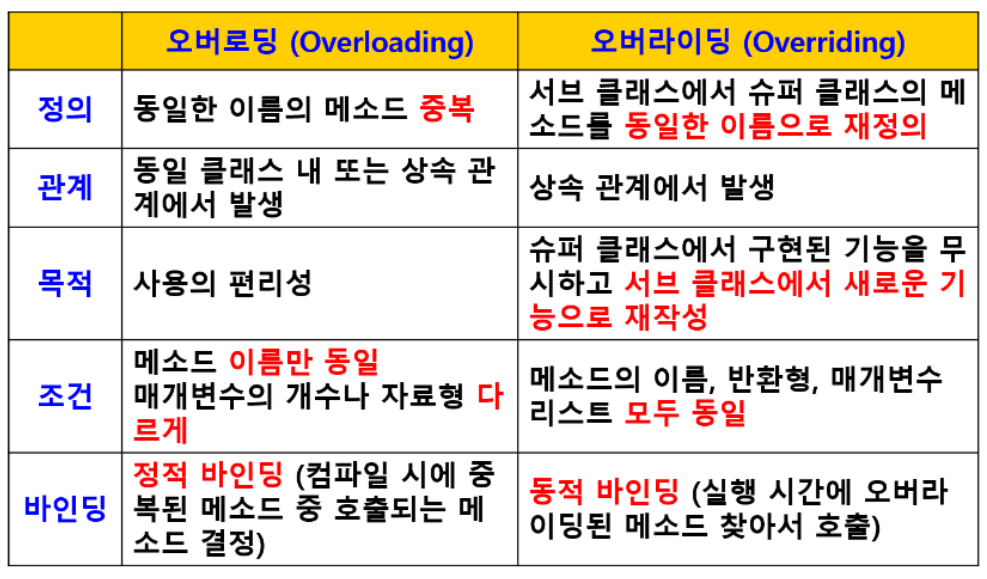 오버로딩 (Overloading)
오버라이딩 (Overriding)
정의
동일한 이름의 메소드 중복
서브 클래스에서 슈퍼 클래스의 메
소드를 동일한 이름으로 재정의
관계
동일 클래스 내 또는 상속 관
계에서 발생
상속 관계에서 발생
목적
사용의 편리성
슈퍼 클래스에서 구현된 기능을 무
시하고 서브 클래스에서 새로운 기
능으로 재작성
조건
메소드 이름만 동일
매개변수의 개수나 자료형 다
르게
메소드의 이름, 반환형, 매개변수
리스트 모두 동일
바인딩
정적 바인딩 (컴파일 시에 중
복된 메소드 중 호출되는 메
소드 결정)
동적 바인딩 (실행 시간에 오버라
이딩된 메소드 찾아서 호출)